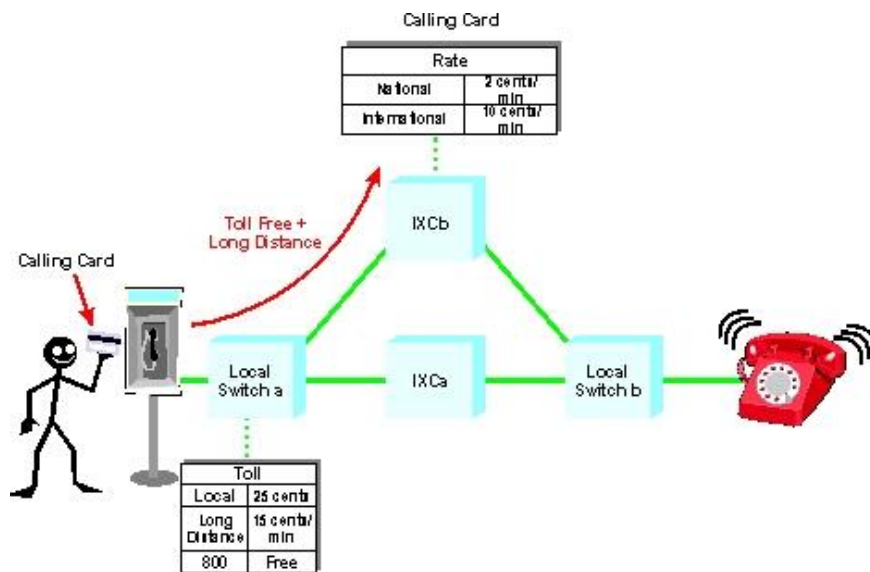 Calling Card
Rate
National 2 cents/
min
International 10 cents/
min
Toll Free +
Long Distance
IXCb
Calling Card
Local
Switch a
IXCa
Local
Switch b
Toll
Local 25 cents
Long
Distance 15 cents/
min
800 Free